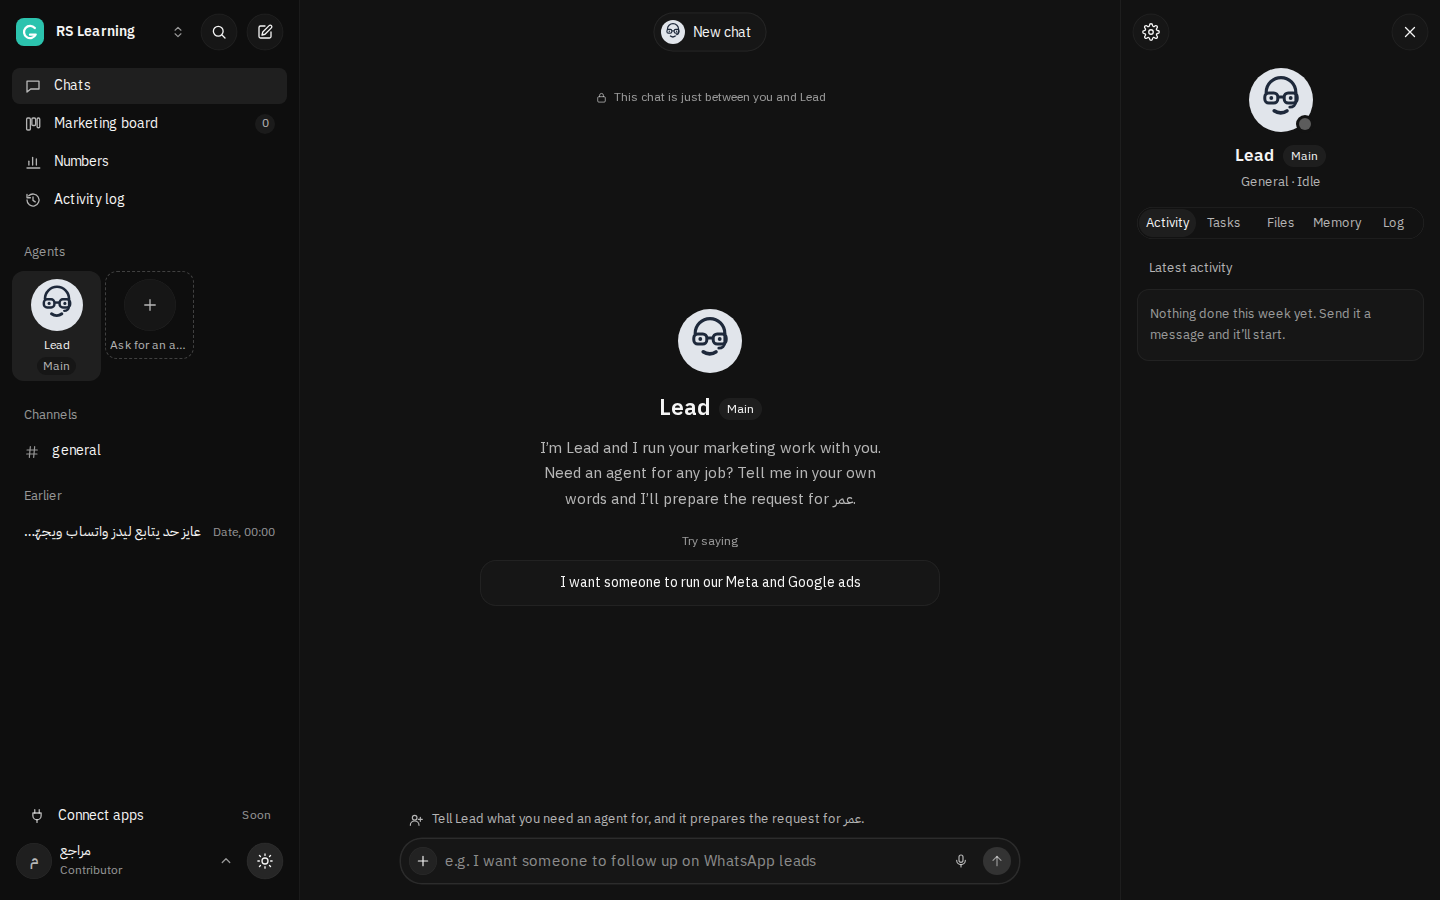 RS Learning
Chats
Marketing board 0
Numbers
Activity log
Agents
Lead
Main
Ask for an a...
Channels
general
Earlier
عايز حد يتابع ليدز واتساب ويجهّ...
Date, 00:00
Connect apps
Soon
م
مراجع
Contributor
New chat
This chat is just between you and Lead
Lead Main
I'm Lead and I run your marketing work with you.
Need an agent for any job? Tell me in your own
words and I'll prepare the request for عمر.
Try saying
I want someone to run our Meta and Google ads
Tell Lead what you need an agent for, and it prepares the request for عمر.
e.g. I want someone to follow up on WhatsApp leads
Lead Main
General · Idle
Activity Tasks Files Memory Log
Latest activity
Nothing done this week yet. Send it a
message and it'll start.